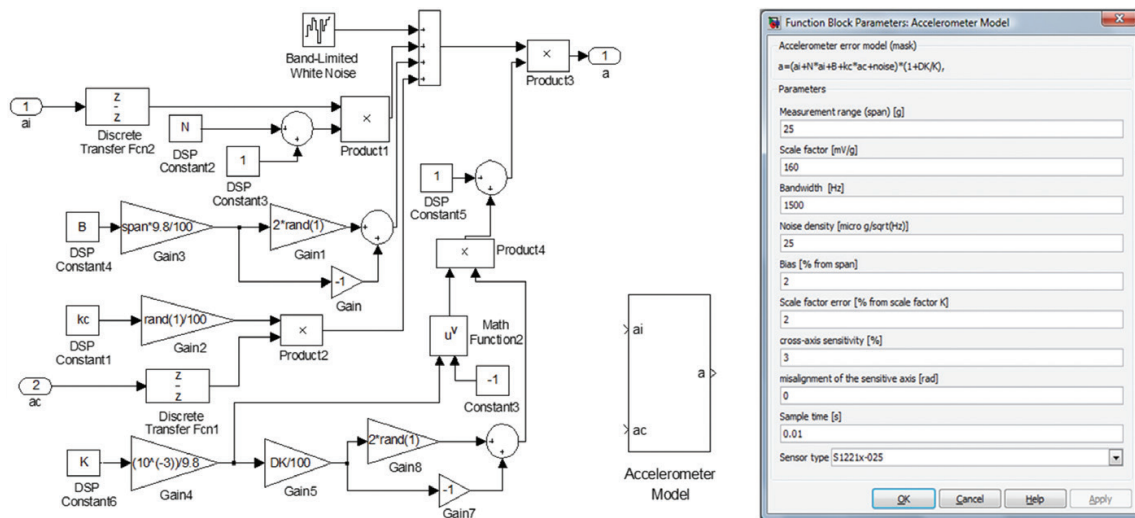 Band-Limited
White Noise
+
+
+
+
×
Product3
1
a
1
ai
z
z
Discrete
Transfer Fcn2
N
DSP
Constant2
+
+
1
DSP
Constant3
×
Product1
1
DSP
Constant5
+
+
B
DSP
Constant4
span*9.8/100
Gain3
2*rand(1)
Gain1
+
+
-1
Gain
×
Product4
kc
DSP
Constant1
rand(1)/100
Gain2
×
Product2
u^v
Math
Function2
-1
Constant3
2
ac
z
z
Discrete
Transfer Fcn1
K
DSP
Constant6
(10^(-3))/9.8
Gain4
DK/100
Gain5
2*rand(1)
Gain8
+
+
-1
Gain7
ai
a
ac
Accelerometer
Model
Function Block Parameters: Accelerometer Model
Accelerometer error model (mask)
a=(ai+N*ai+B+kc*ac+noise)*(1+DK/K),
Parameters
Measurement range (span) [g]
25
Scale factor [mV/g]
160
Bandwidth [Hz]
1500
Noise density [micro g/sqrt(Hz)]
25
Bias [% from span]
2
Scale factor error [% from scale factor K]
2
cross-axis sensitivity [%]
3
misalignment of the sensitive axis [rad]
0
Sample time [s]
0.01
Sensor type S1221x-025
OK Cancel Help Apply